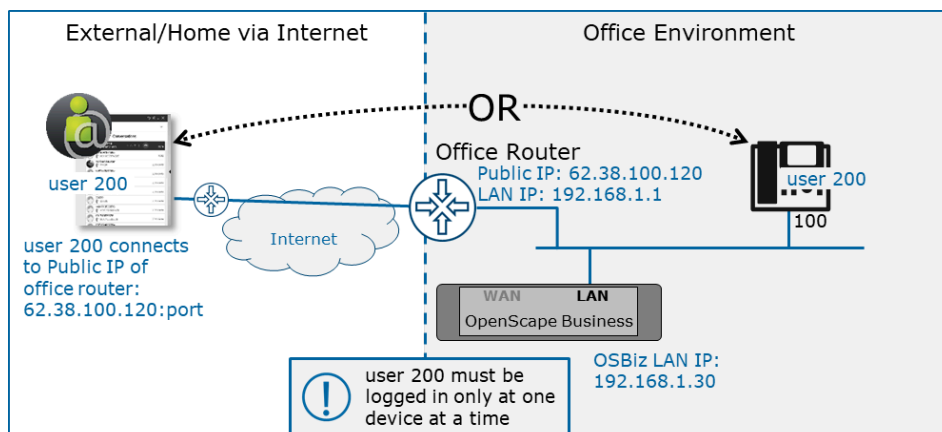 External/Home via Internet
Office Environment
OR
@
user 200
Office Router
Public IP: 62.38.100.120
LAN IP: 192.168.1.1
user 200
100
Internet
user 200 connects
to Public IP of
office router:
62.38.100.120:port
WAN LAN
OpenScape Business
OSBiz LAN IP:
192.168.1.30
user 200 must be
logged in only at one
device at a time